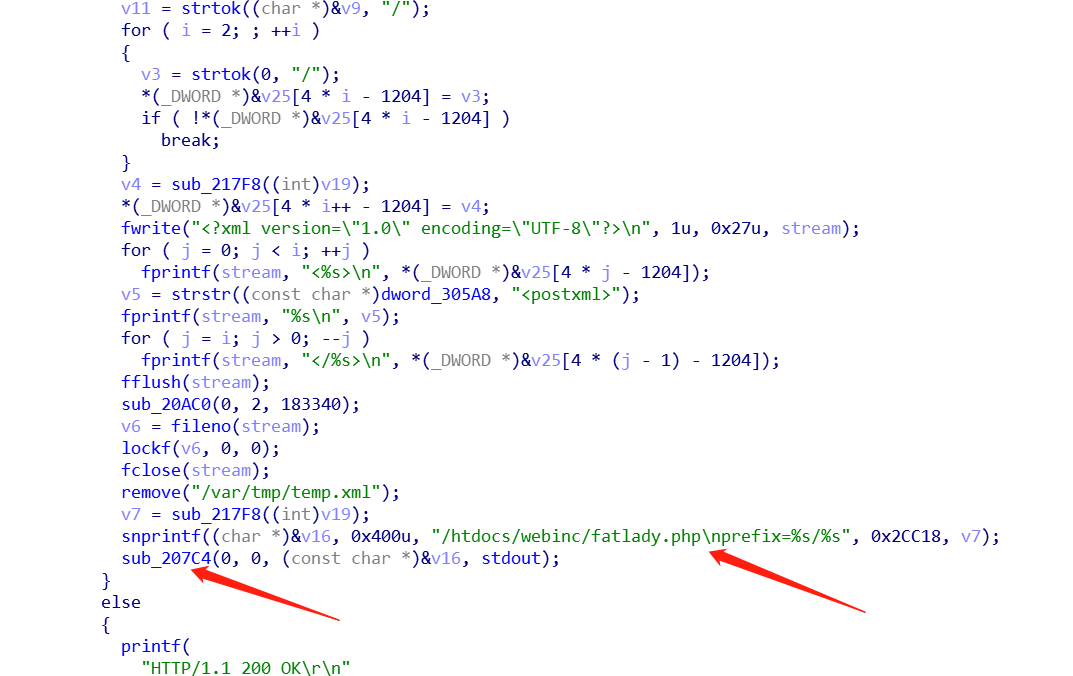 v11 = strtok((char *)&v9, "/");
for ( i = 2; ; ++i )
{
v3 = strtok(0, "/");
*(_DWORD *)&v25[4 * i - 1204] = v3;
if ( !*(_DWORD *)&v25[4 * i - 1204] )
break;
}
v4 = sub_217F8((int)v19);
*(_DWORD *)&v25[4 * i++ - 1204] = v4;
fwrite("<?xml version=\"1.0\" encoding=\"UTF-8\"?>\n", 1u, 0x27u, stream);
for ( j = 0; j < i; ++j )
fprintf(stream, "<%s>\n", *(_DWORD *)&v25[4 * j - 1204]);
v5 = strstr((const char *)dword_305A8, "<postxml>");
fprintf(stream, "%s\n", v5);
for ( j = i; j > 0; --j )
fprintf(stream, "</%s>\n", *(_DWORD *)&v25[4 * (j - 1) - 1204]);
fflush(stream);
sub_20AC0(0, 2, 183340);
v6 = fileno(stream);
lockf(v6, 0, 0);
fclose(stream);
remove("/var/tmp/temp.xml");
v7 = sub_217F8((int)v19);
snprintf((char *)&v16, 0x400u, "/htdocs/webinc/fatlady.php\nprefix=%s/%s", 0x2CC18, v7);
sub_207C4(0, 0, (const char *)&v16, stdout);
}
else
{
printf(
"HTTP/1.1 200 OK\r\n"